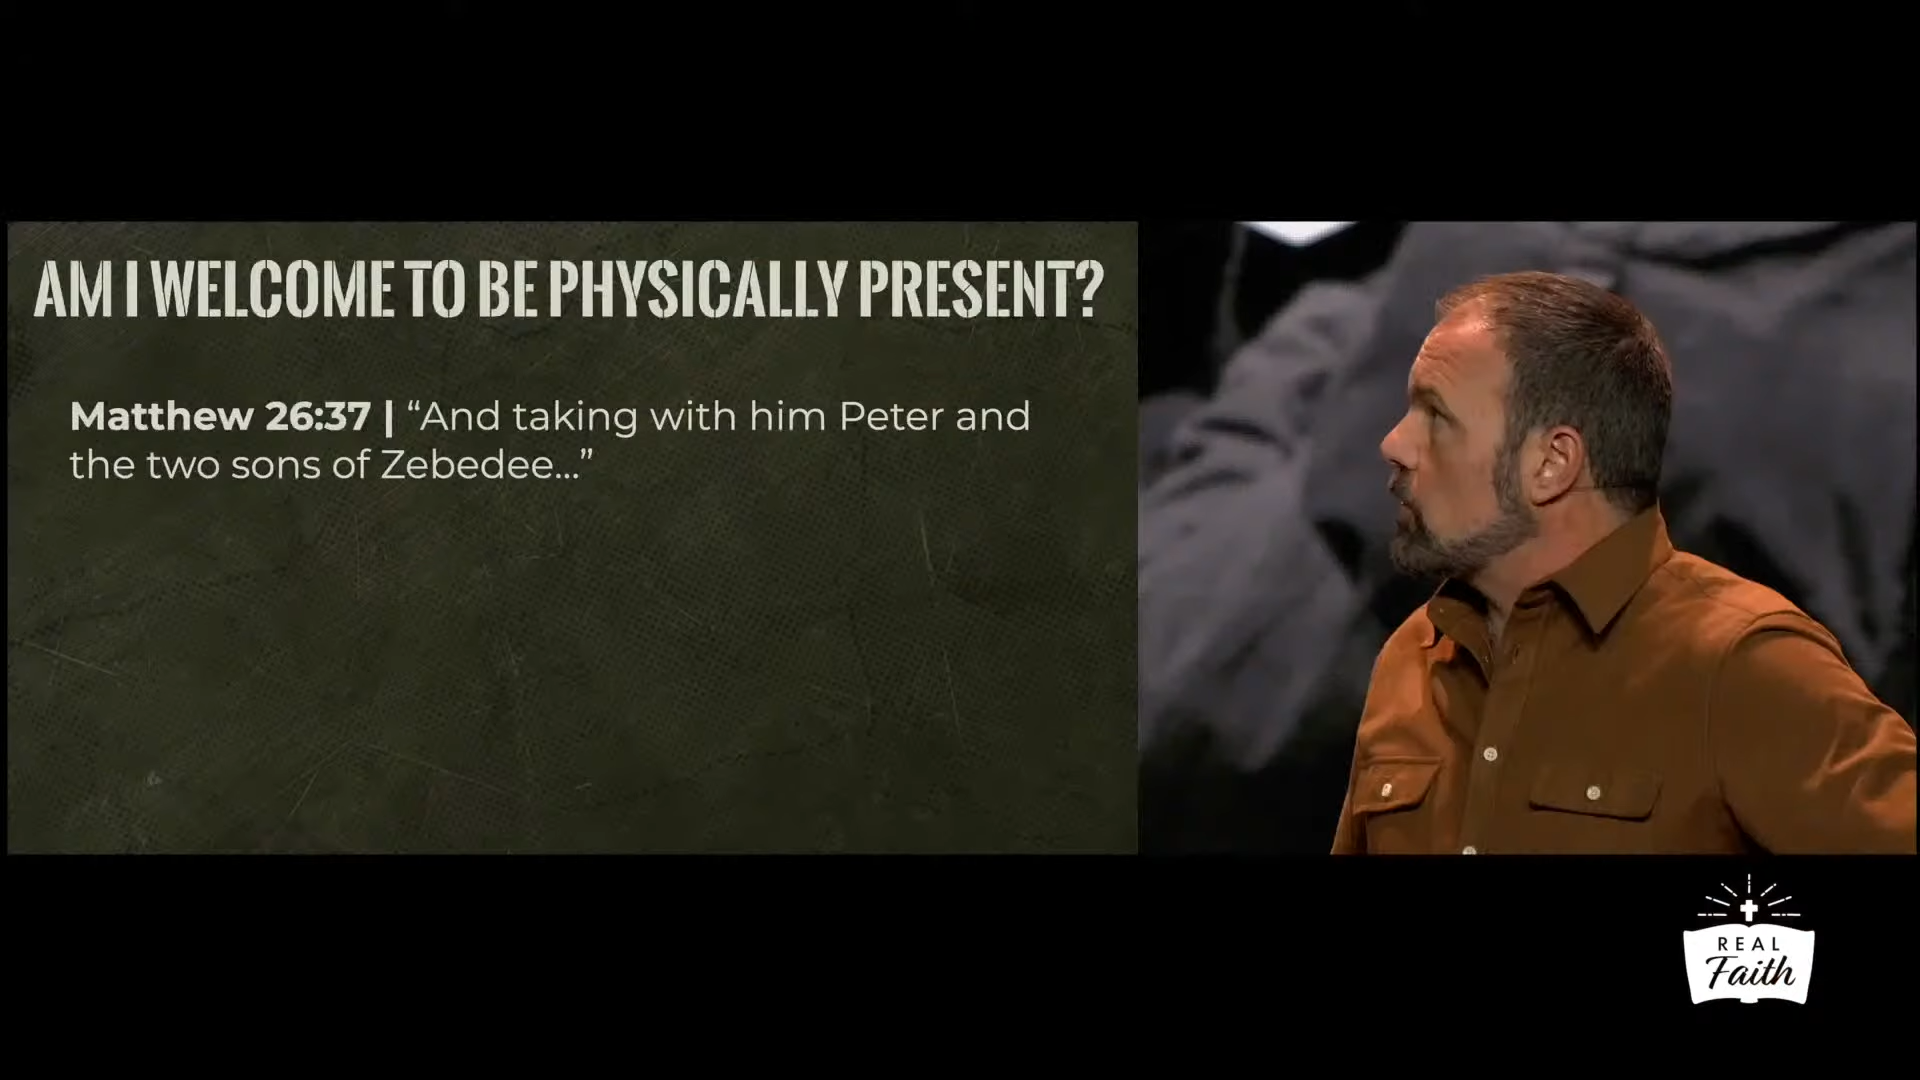 AM I WELCOME TO BE PHYSICALLY PRESENT?
Matthew 26:37 | “And taking with him Peter and
the two sons of Zebedee...”
REAL
Faith